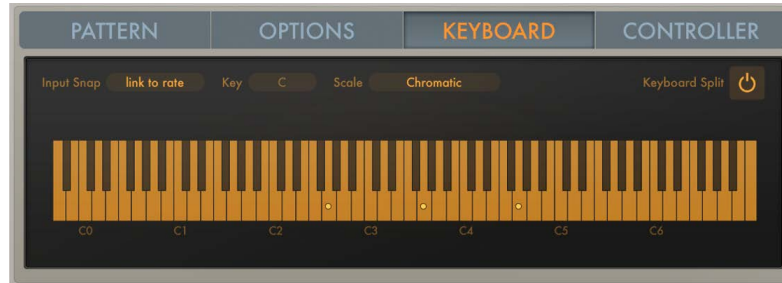 PATTERN OPTIONS KEYBOARD CONTROLLER
Input Snap link to rate Key C Scale Chromatic Keyboard Split
C0 C1 C2 C3 C4 C5 C6